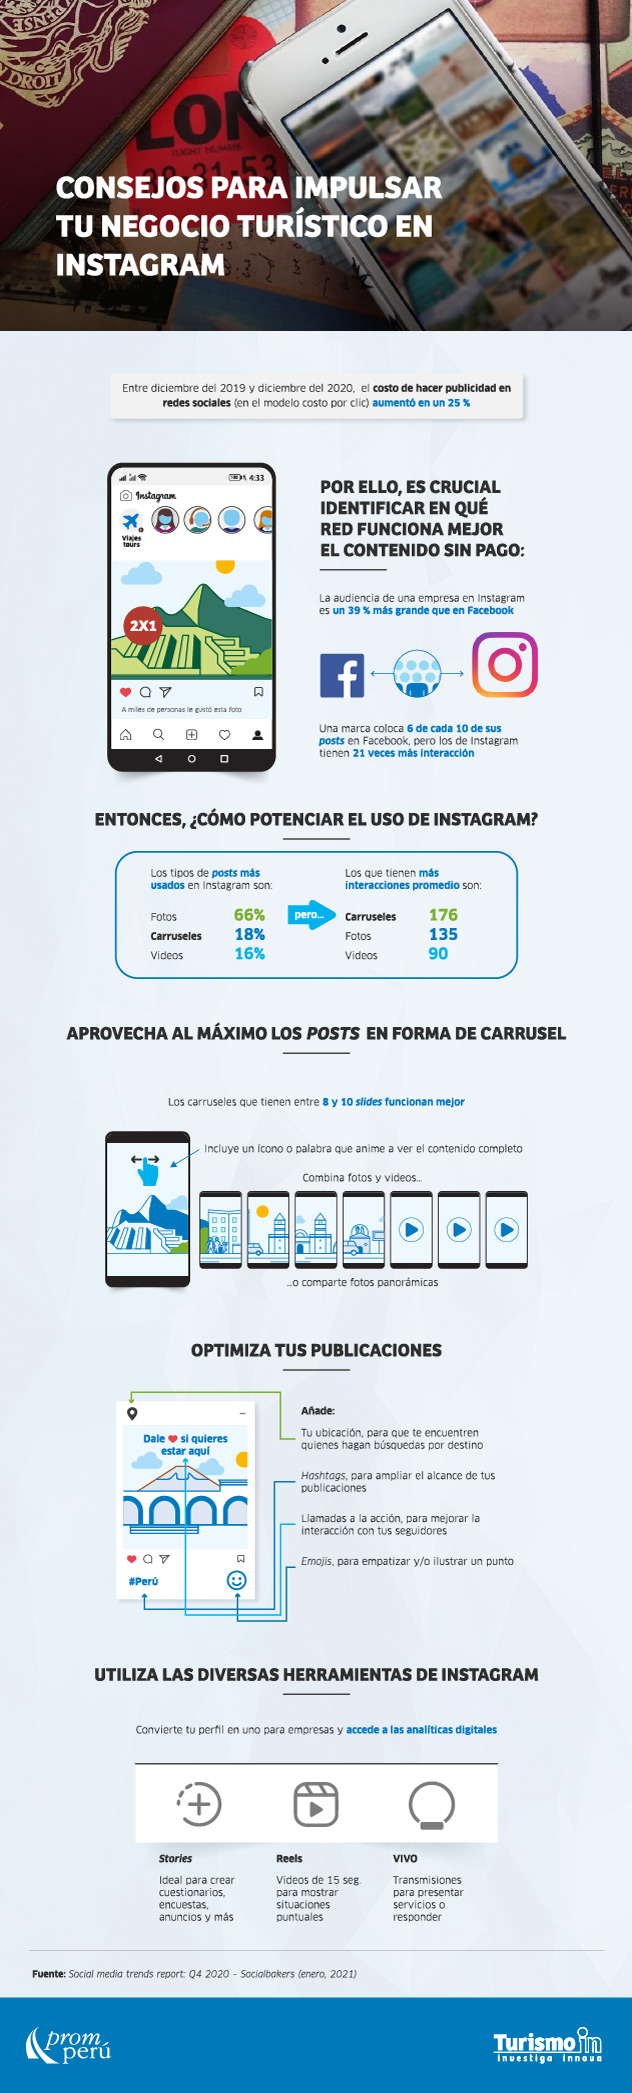 DROIT
LON
FLIGHT NUMBER
20-31-53
CONSEJOS PARA IMPULSAR
TU NEGOCIO TURÍSTICO EN
INSTAGRAM
Entre diciembre del 2019 y diciembre del 2020, el costo de hacer publicidad en
redes sociales (en el modelo costo por clic) aumentó en un 25 %
4:33
Instagram
Viajes
tours
2X1
A miles de personas le gustó esta foto
POR ELLO, ES CRUCIAL
IDENTIFICAR EN QUÉ
RED FUNCIONA MEJOR
EL CONTENIDO SIN PAGO:
La audiencia de una empresa en Instagram
es un 39 % más grande que en Facebook
Una marca coloca 6 de cada 10 de sus
posts en Facebook, pero los de Instagram
tienen 21 veces más interacción
ENTONCES, ¿CÓMO POTENCIAR EL USO DE INSTAGRAM?
Los tipos de posts más
usados en Instagram son:
Fotos 66%
Carruseles 18%
Videos 16%
pero...
Los que tienen más
interacciones promedio son:
Carruseles 176
Fotos 135
Videos 90
APROVECHA AL MÁXIMO LOS POSTS EN FORMA DE CARRUSEL
Los carruseles que tienen entre 8 y 10 slides funcionan mejor
Incluye un ícono o palabra que anime a ver el contenido completo
Combina fotos y videos...
...o comparte fotos panorámicas
OPTIMIZA TUS PUBLICACIONES
Dale si quieres
estar aquí
#Perú
Añade:
Tu ubicación, para que te encuentren
quienes hagan búsquedas por destino
Hashtags, para ampliar el alcance de tus
publicaciones
Llamadas a la acción, para mejorar la
interacción con tus seguidores
Emojis, para empatizar y/o ilustrar un punto
UTILIZA LAS DIVERSAS HERRAMIENTAS DE INSTAGRAM
Convierte tu perfil en uno para empresas y accede a las analíticas digitales
Stories
Ideal para crear
cuestionarios,
encuestas,
anuncios y más
Reels
Videos de 15 seg.
para mostrar
situaciones
puntuales
VIVO
Transmisiones
para presentar
servicios o
responder
Fuente: Social media trends report: Q4 2020 - Socialbakers (enero, 2021)
prom
perú
Turismo in
investiga innova